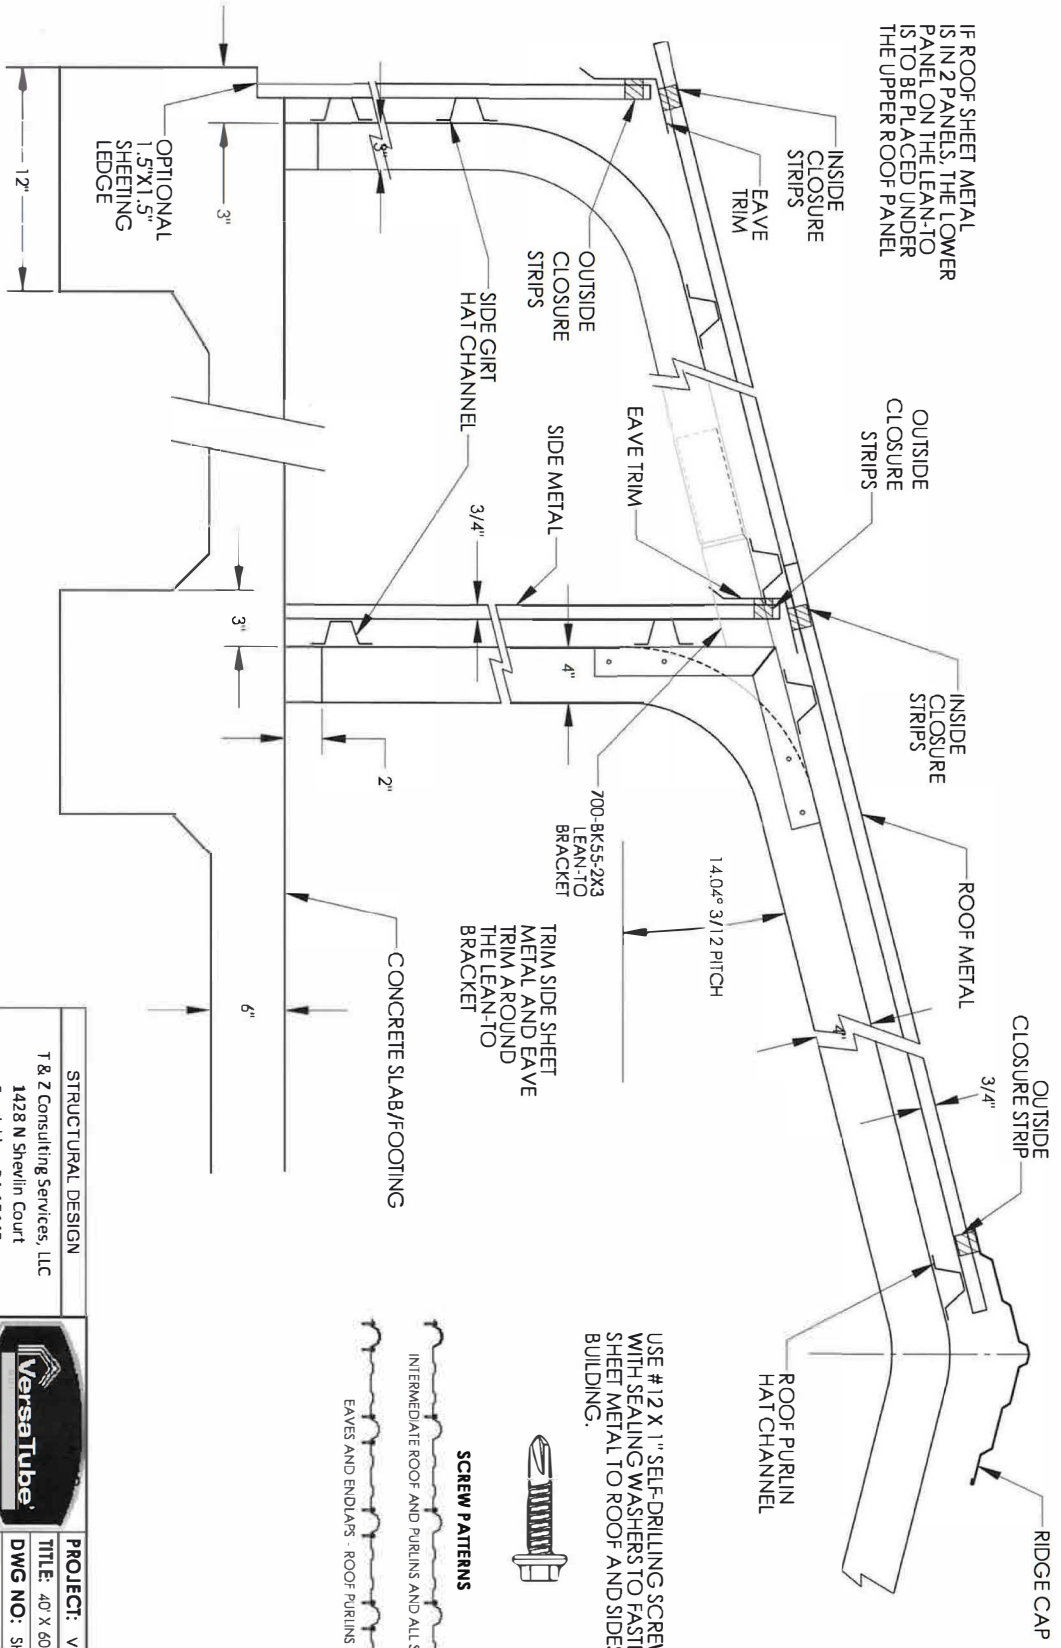 IF ROOF SHEET METAL
IS IN 2 PANELS, THE LOWER
PANEL ON THE LEAN-TO
IS TO BE PLACED UNDER
THE UPPER ROOF PANEL
INSIDE
CLOSURE
STRIPS
EAVE
TRIM
OUTSIDE
CLOSURE
STRIPS
SIDE GIRT
HAT CHANNEL
OPTIONAL
1.5"X1.5"
SHEETING
LEDGE
12"
3"
3"
OUTSIDE
CLOSURE
STRIPS
EAVE TRIM
SIDE METAL
3/4"
3"
4"
2"
INSIDE
CLOSURE
STRIPS
700-BK55-2X3
LEAN-TO
BRACKET
14.04° 3/12 PITCH
ROOF METAL
TRIM SIDE SHEET
METAL AND EAVE
TRIM AROUND
THE LEAN-TO
BRACKET
CONCRETE SLAB/FOOTING
6"
4"
OUTSIDE
CLOSURE STRIP
3/4"
ROOF PURLIN
HAT CHANNEL
RIDGE CAP
USE #12 X 1" SELF-DRILLING
WITH SEALING WASHERS TO
SHEET METAL TO ROOF AND
BUILDING.
SCREW PATTERNS
INTERMEDIATE ROOF AND PURLINS AND ALL
EAVES AND ENDLAPS - ROOF PURLINS
STRUCTURAL DESIGN
T & Z Consulting Services, LLC
1428 N Shevlin Court
VersaTube
PROJECT:
TITLE: 40' X 60
DWG NO: